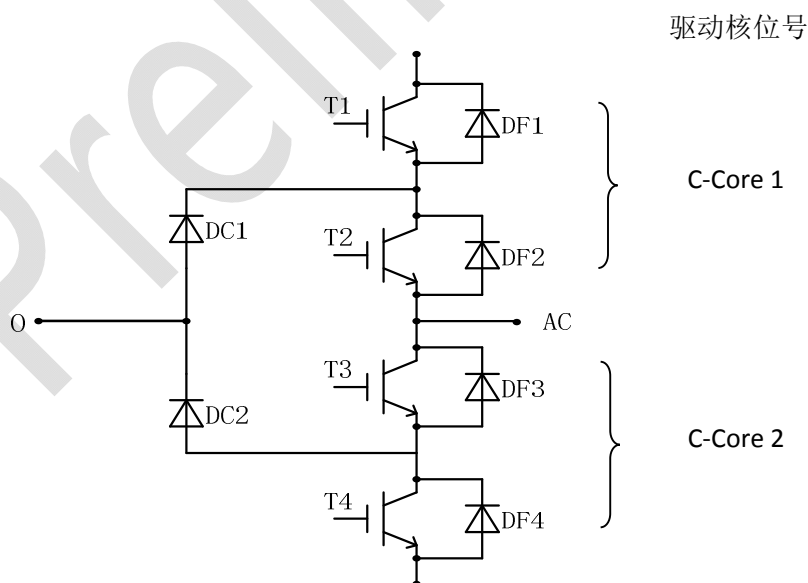 驱动核位号
T1
DF1
C-Core 1
DC1
T2
DF2
O
AC
T3
DF3
DC2
C-Core 2
T4
DF4
Preli